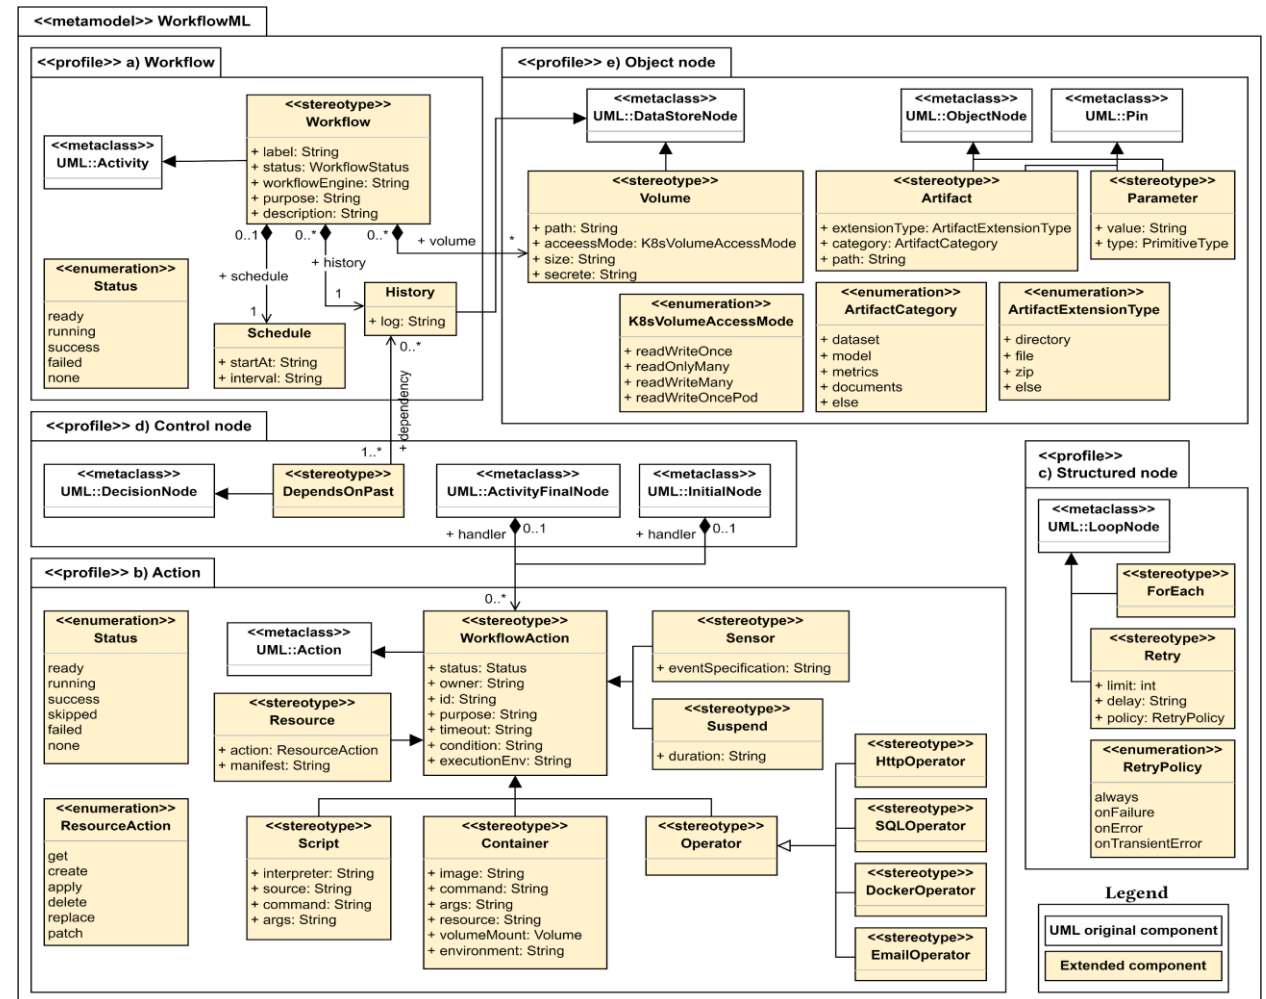 <<metamodel>> WorkflowML
<<profile>> a) Workflow
<<stereotype>>
Workflow
+ label: String
+ status: WorkflowStatus
+ workflowEngine: String
+ purpose: String
+ description: String
<<metaclass>>
UML::Activity
0..1
0..*
0..*
+ volume
*
+ schedule
+ history
1
1
<<enumeration>>
Status
ready
running
success
failed
none
Schedule
+ startAt: String
+ interval: String
History
+ log: String
0..*
+ dependency
1..*
<<profile>> e) Object node
<<metaclass>>
UML::DataStoreNode
<<metaclass>>
UML::ObjectNode
<<metaclass>>
UML::Pin
<<stereotype>>
Volume
+ path: String
+ acceessMode: K8sVolumeAccessMode
+ size: String
+ secrete: String
<<stereotype>>
Artifact
+ extensionType: ArtifactExtensionType
+ category: ArtifactCategory
+ path: String
<<stereotype>>
Parameter
+ value: String
+ type: PrimitiveType
<<enumeration>>
K8sVolumeAccessMode
+ readWriteOnce
+ readOnlyMany
+ readWriteMany
+ readWriteOncePod
<<enumeration>>
ArtifactCategory
+ dataset
+ model
+ metrics
+ documents
+ else
<<enumeration>>
ArtifactExtensionType
+ directory
+ file
+ zip
+ else
<<profile>> d) Control node
<<metaclass>>
UML::DecisionNode
<<stereotype>>
DependsOnPast
<<metaclass>>
UML::ActivityFinalNode
<<metaclass>>
UML::InitialNode
+ handler
0..1
+ handler
0..1
0..*
<<profile>>
c) Structured node
<<metaclass>>
UML::LoopNode
<<stereotype>>
ForEach
<<stereotype>>
Retry
+ limit: int
+ delay: String
+ policy: RetryPolicy
<<enumeration>>
RetryPolicy
always
onFailure
onError
onTransientError
<<profile>> b) Action
<<enumeration>>
Status
ready
running
success
skipped
failed
none
<<metaclass>>
UML::Action
<<stereotype>>
WorkflowAction
+ status: Status
+ owner: String
+ id: String
+ purpose: String
+ timeout: String
+ condition: String
+ executionEnv: String
<<stereotype>>
Sensor
+ eventSpecification: String
<<stereotype>>
Resource
+ action: ResourceAction
+ manifest: String
<<stereotype>>
Suspend
+ duration: String
<<enumeration>>
ResourceAction
get
create
apply
delete
replace
patch
<<stereotype>>
Script
+ interpreter: String
+ source: String
+ command: String
+ args: String
<<stereotype>>
Container
+ image: String
+ command: String
+ args: String
+ resource: String
+ volumeMount: Volume
+ environment: String
<<stereotype>>
Operator
<<stereotype>>
HttpOperator
<<stereotype>>
SQLOperator
<<stereotype>>
DockerOperator
<<stereotype>>
EmailOperator
Legend
UML original component
Extended component